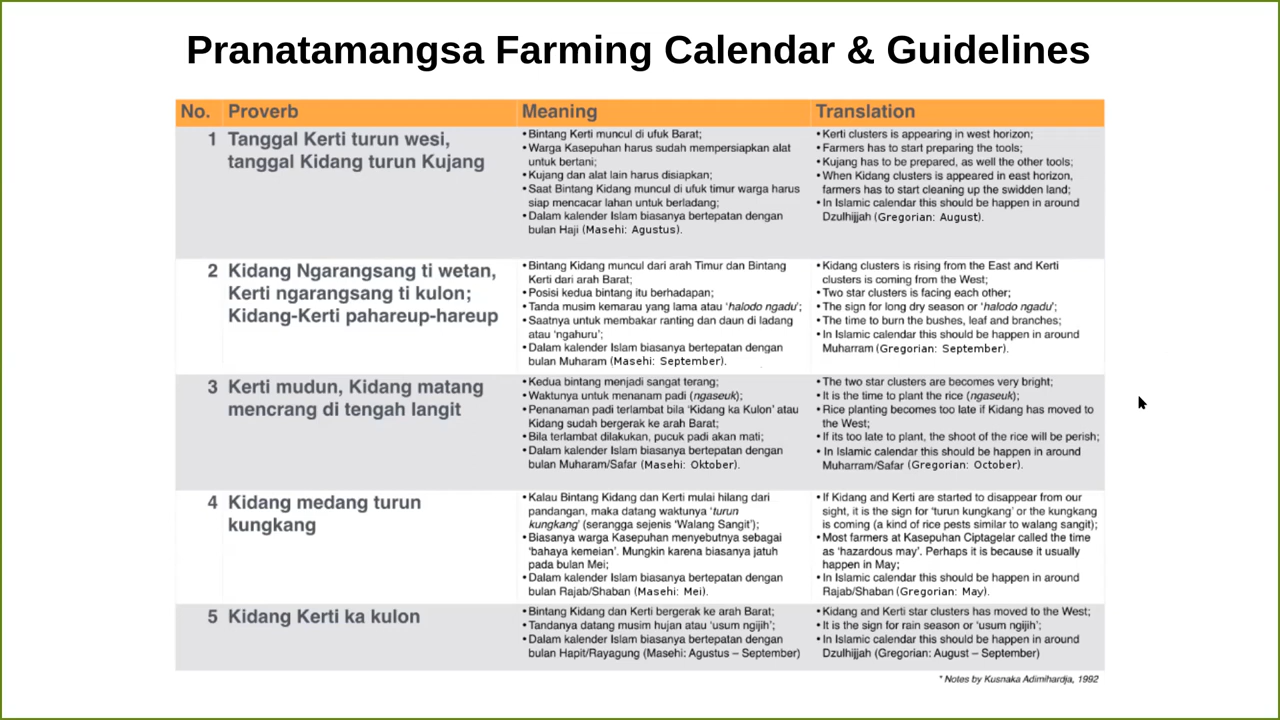 Pranatamangsa Farming Calendar & Guidelines
No. Proverb Meaning Translation
1 Tanggal Kerti turun wesi,
tanggal Kidang turun Kujang
• Bintang Kerti muncul di ufuk Barat;
• Warga Kasepuhan harus sudah mempersiapkan alat
untuk bertani;
• Kujang dan alat lain harus disiapkan;
• Saat Bintang Kidang muncul di ufuk timur warga harus
siap mencacar lahan untuk berladang;
• Dalam kalender Islam biasanya bertepatan dengan
bulan Haji (Masehi: Agustus).
• Kerti clusters is appearing in west horizon;
• Farmers has to start preparing the tools;
• Kujang has to be prepared, as well the other tools;
• When Kidang clusters is appeared in east horizon,
farmers has to start cleaning up the swidden land;
• In Islamic calendar this should be happen in around
Dzulhijjah (Gregorian: August).
2 Kidang Ngarangsang ti wetan,
Kerti ngarangsang ti kulon;
Kidang-Kerti pahareup-hareup
• Bintang Kidang muncul dari arah Timur dan Bintang
Kerti dari arah Barat;
• Posisi kedua bintang itu berhadapan;
• Tanda musim kemarau yang lama atau 'halodo ngadu';
• Saatnya untuk membakar ranting dan daun di ladang
atau 'ngahuru';
• Dalam kalender Islam biasanya bertepatan dengan
bulan Muharam (Masehi: September).
• Kidang clusters is rising from the East and Kerti
clusters is coming from the West;
• Two star clusters is facing each other;
• The sign for long dry season or 'halodo ngadu';
• The time to burn the bushes, leaf and branches;
• In Islamic calendar this should be happen in around
Muharram (Gregorian: September).
3 Kerti mudun, Kidang matang
mencrang di tengah langit
• Kedua bintang menjadi sangat terang;
• Waktunya untuk menanam padi (ngaseuk);
• Penanaman padi terlambat bila 'Kidang ka Kulon' atau
Kidang sudah bergerak ke arah Barat;
• Bila terlambat dilakukan, pucuk padi akan mati;
• Dalam kalender Islam biasanya bertepatan dengan
bulan Muharam/Safar (Masehi: Oktober).
• The two star clusters are becomes very bright;
• It is the time to plant the rice (ngaseuk);
• Rice planting becomes too late if Kidang has moved to
the West;
• If its too late to plant, the shoot of the rice will be perish;
• In Islamic calendar this should be happen in around
Muharram/Safar (Gregorian: October).
4 Kidang medang turun
kungkang
• Kalau Bintang Kidang dan Kerti mulai hilang dari
pandangan, maka datang waktunya 'turun
kungkang' (serangga sejenis 'Walang Sangit');
• Biasanya warga Kasepuhan menyebutnya sebagai
'bahaya kemeian'. Mungkin karena biasanya jatuh
pada bulan Mei;
• Dalam kalender Islam biasanya bertepatan dengan
bulan Rajab/Shaban (Masehi: Mei).
• If Kidang and Kerti are started to disappear from our
sight, it is the sign for 'turun kungkang' or the kungkang
is coming (a kind of rice pests similar to walang sangit);
• Most farmers at Kasepuhan Ciptagelar called the time
as 'hazardous may'. Perhaps it is because it usually
happen in May;
• In Islamic calendar this should be happen in around
Rajab/Shaban (Gregorian: May).
5 Kidang Kerti ka kulon
• Bintang Kidang dan Kerti bergerak ke arah Barat;
• Tandanya datang musim hujan atau 'usum ngijih';
• Dalam kalender Islam biasanya bertepatan dengan
bulan Hapit/Rayagung (Masehi: Agustus – September)
• Kidang and Kerti star clusters has moved to the West;
• It is the sign for rain season or 'usum ngijih';
• In Islamic calendar this should be happen in around
Dzulhijjah (Gregorian: August – September)
* Notes by Kusnaka Adimihardja, 1992